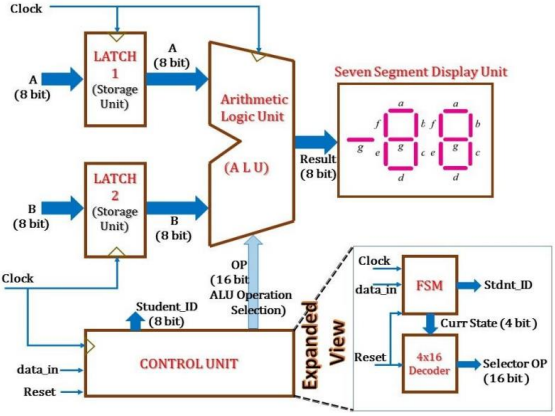 Clock
A
(8 bit)
LATCH
1
(Storage
Unit)
A
(8 bit)
Arithmetic
Logic Unit
(A L U)
Result
(8 bit)
Seven Segment Display Unit
g
a
f
b
g
e
c
d
a
f
b
g
e
c
d
B
(8 bit)
LATCH
2
(Storage
Unit)
B
(8 bit)
Clock
OP
(16 bit
ALU Operation
Selection)
Student_ID
(8 bit)
data_in
Reset
CONTROL UNIT
Expanded
View
Clock
data_in
FSM
Stdnt_ID
Curr State (4 bit)
Reset
4x16
Decoder
Selector OP
(16 bit )